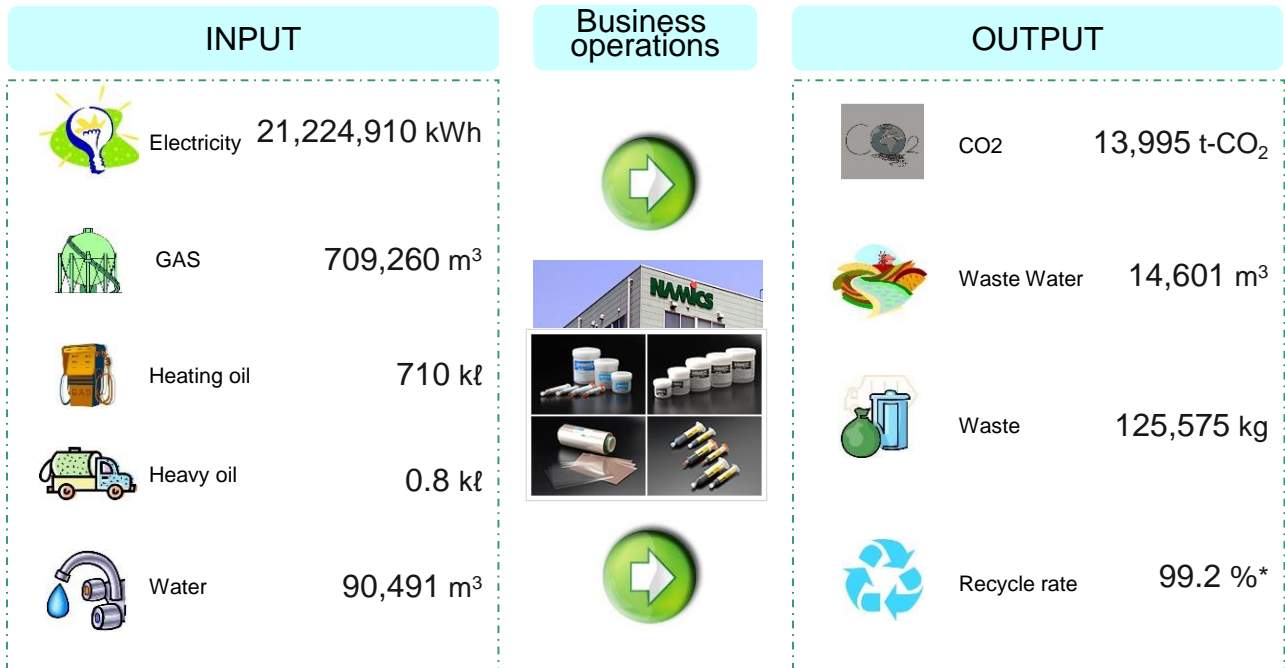 INPUT
Business
operations
OUTPUT
Electricity 21,224,910 kWh
GAS 709,260 m³
GAS
Heating oil 710 kℓ
Heavy oil 0.8 kℓ
Water 90,491 m³
NAMICS
CO2
CO2 13,995 t-CO₂
Waste Water 14,601 m³
Waste 125,575 kg
Recycle rate 99.2 %*